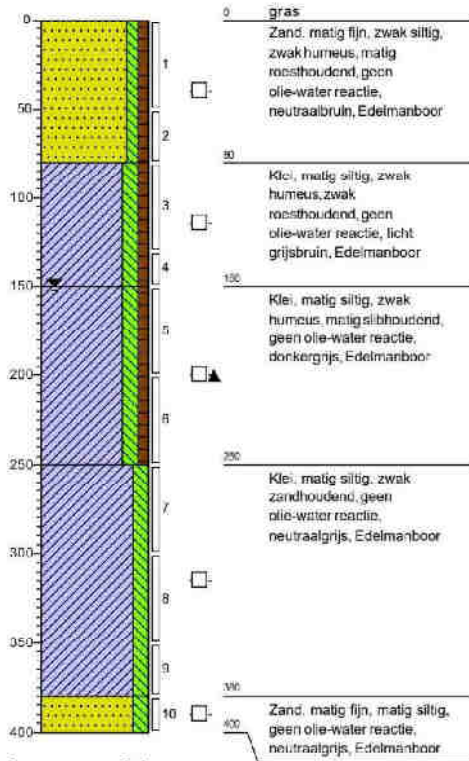 0
0
gras
Zand, matig fijn, zwak siltig,
zwak humeus, matig
roesthoudend, geen
olie-water reactie,
neutraalbruin, Edelmanboor
1
50
2
80
Klei, matig siltig, zwak
humeus, zwak
roesthoudend, geen
olie-water reactie, licht
grijsbruin, Edelmanboor
100
3
4
150
150
Klei, matig siltig, zwak
humeus, matig slibhoudend,
geen olie-water reactie,
donkergrijs, Edelmanboor
5
200
6
250
250
Klei, matig siltig, zwak
zandhoudend, geen
olie-water reactie,
neutraalgrijs, Edelmanboor
7
300
8
350
9
380
Zand, matig fijn, matig siltig,
geen olie-water reactie,
neutraalgrijs, Edelmanboor
10
400
400